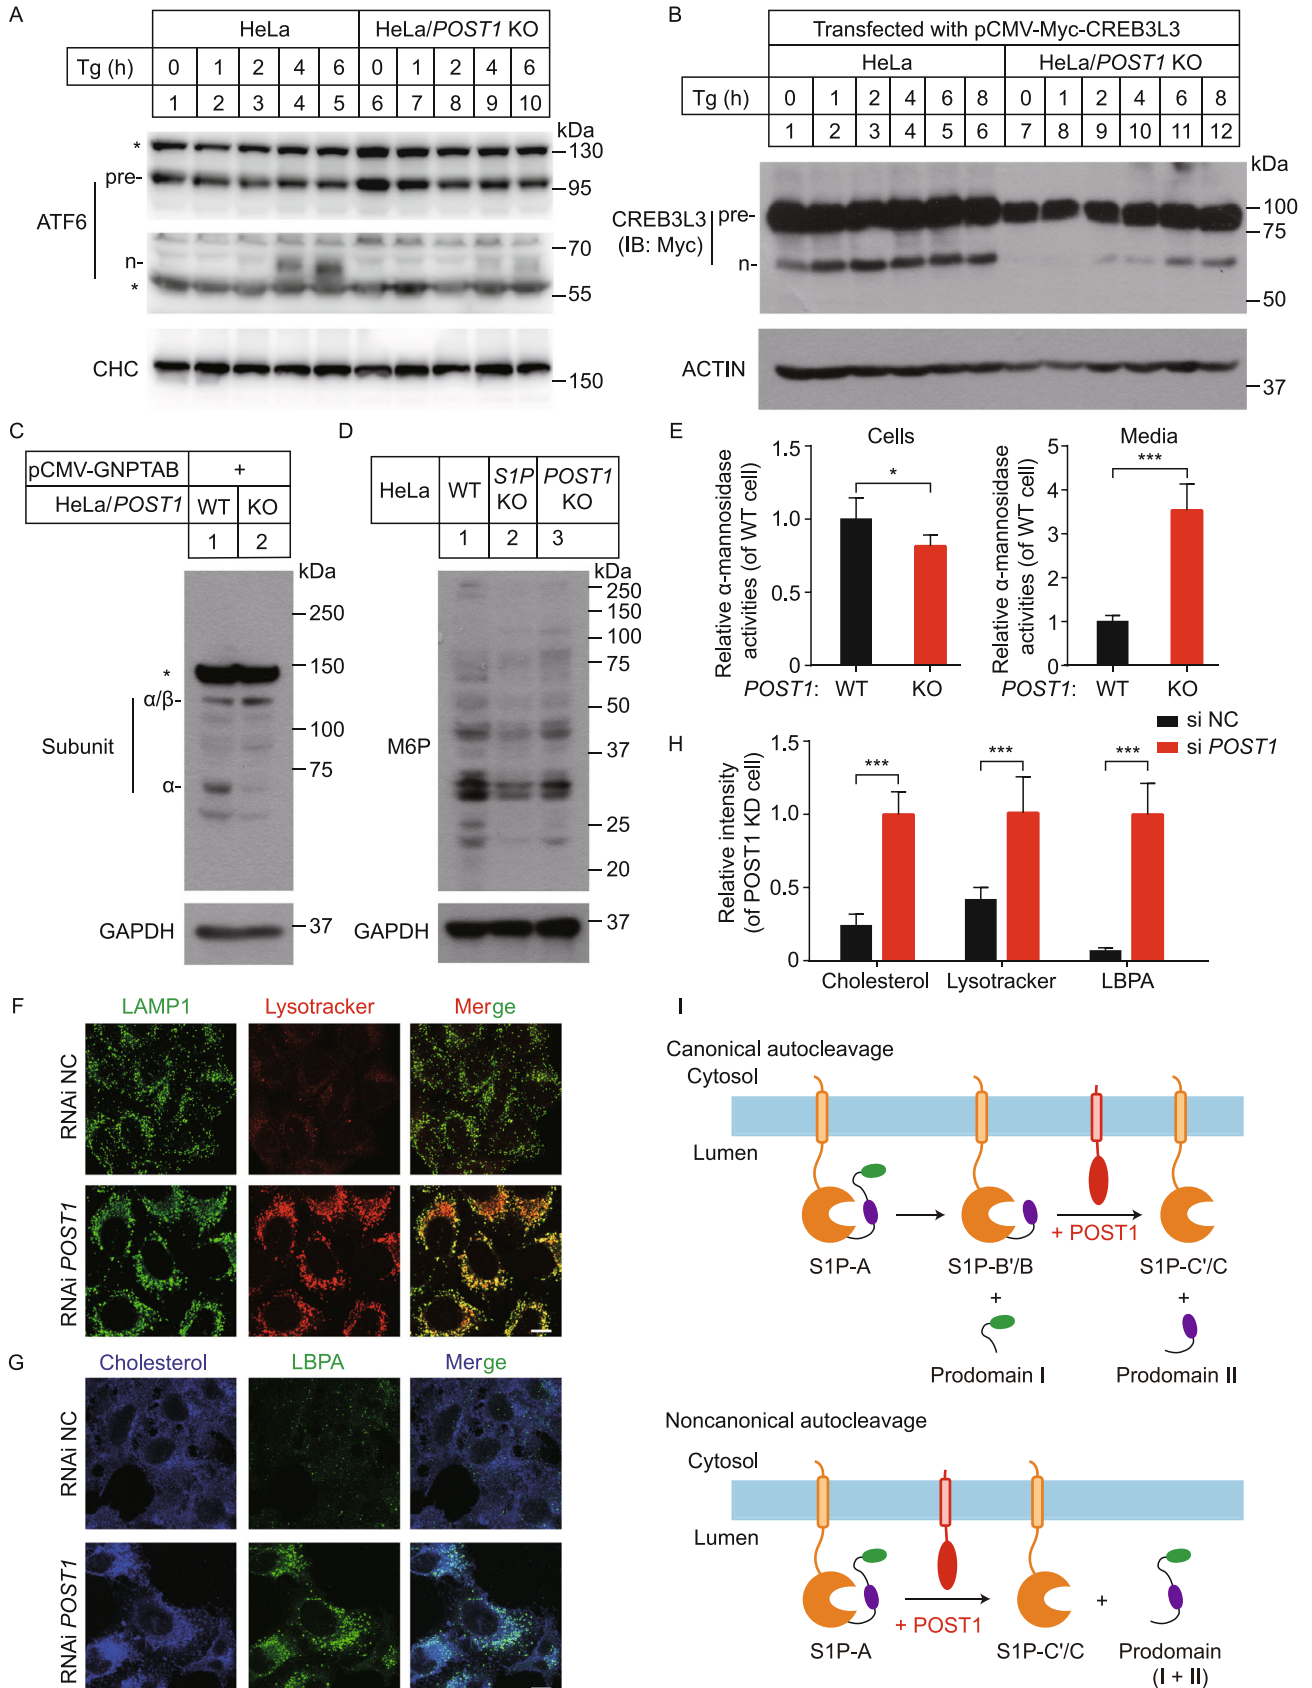 A
HeLa
HeLa/POST1 KO
Tg (h) 0 1 2 4 6 0 1 2 4 6
1 2 3 4 5 6 7 8 9 10
kDa
* 130
pre- 95
ATF6
70
n-
* 55
CHC
150
B
Transfected with pCMV-Myc-CREB3L3
HeLa
HeLa/POST1 KO
Tg (h) 0 1 2 4 6 8 0 1 2 4 6 8
1 2 3 4 5 6 7 8 9 10 11 12
kDa
pre- 100
CREB3L3
(IB: Myc)
75
n-
50
ACTIN
37
C
pCMV-GNPTAB +
HeLa/POST1 WT KO
1 2
kDa
250
* 150
α/β-
100
Subunit
75
α-
GAPDH
37
D
HeLa WT S1P KO POST1 KO
1 2 3
kDa
250
150
100
75
50
M6P
37
25
20
GAPDH
37
E
Cells
Relative α-mannosidase
activities (of WT cell)
1.5
1.0
0.5
0
*
POST1: WT KO
Media
Relative α-mannosidase
activities (of WT cell)
5
4
3
2
1
0
***
POST1: WT KO
H
si NC
si POST1
Relative intensity
(of POST1 KD cell)
1.5
1.0
0.5
0
*** *** ***
Cholesterol Lysotracker LBPA
F
LAMP1 Lysotracker Merge
RNAi NC
RNAi POST1
G
Cholesterol LBPA Merge
RNAi NC
RNAi POST1
I
Canonical autocleavage
Cytosol
Lumen
+ POST1
S1P-A S1P-B'/B S1P-C'/C
+ +
Prodomain I Prodomain II
Noncanonical autocleavage
Cytosol
Lumen
+ POST1
+
S1P-A S1P-C'/C Prodomain
(I + II)